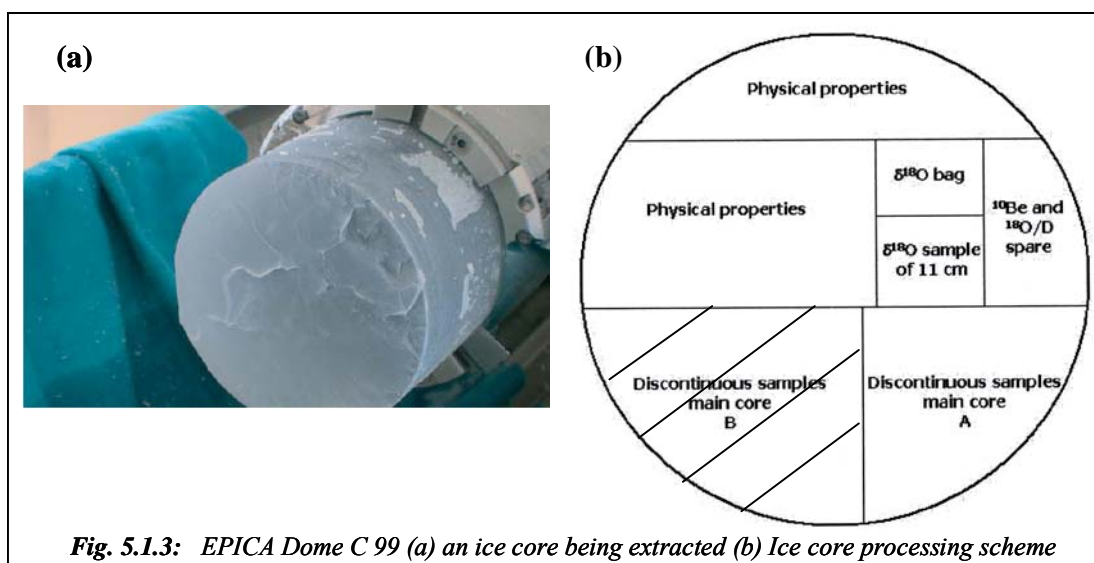 (a)
(b)
Physical properties
Physical properties
δ¹⁸O bag
δ¹⁸O sample
of 11 cm
¹⁰Be and
¹⁸O/D
spare
Discontinuous samples
main core
B
Discontinuous samples
main core
A
Fig. 5.1.3: EPICA Dome C 99 (a) an ice core being extracted (b) Ice core processing scheme